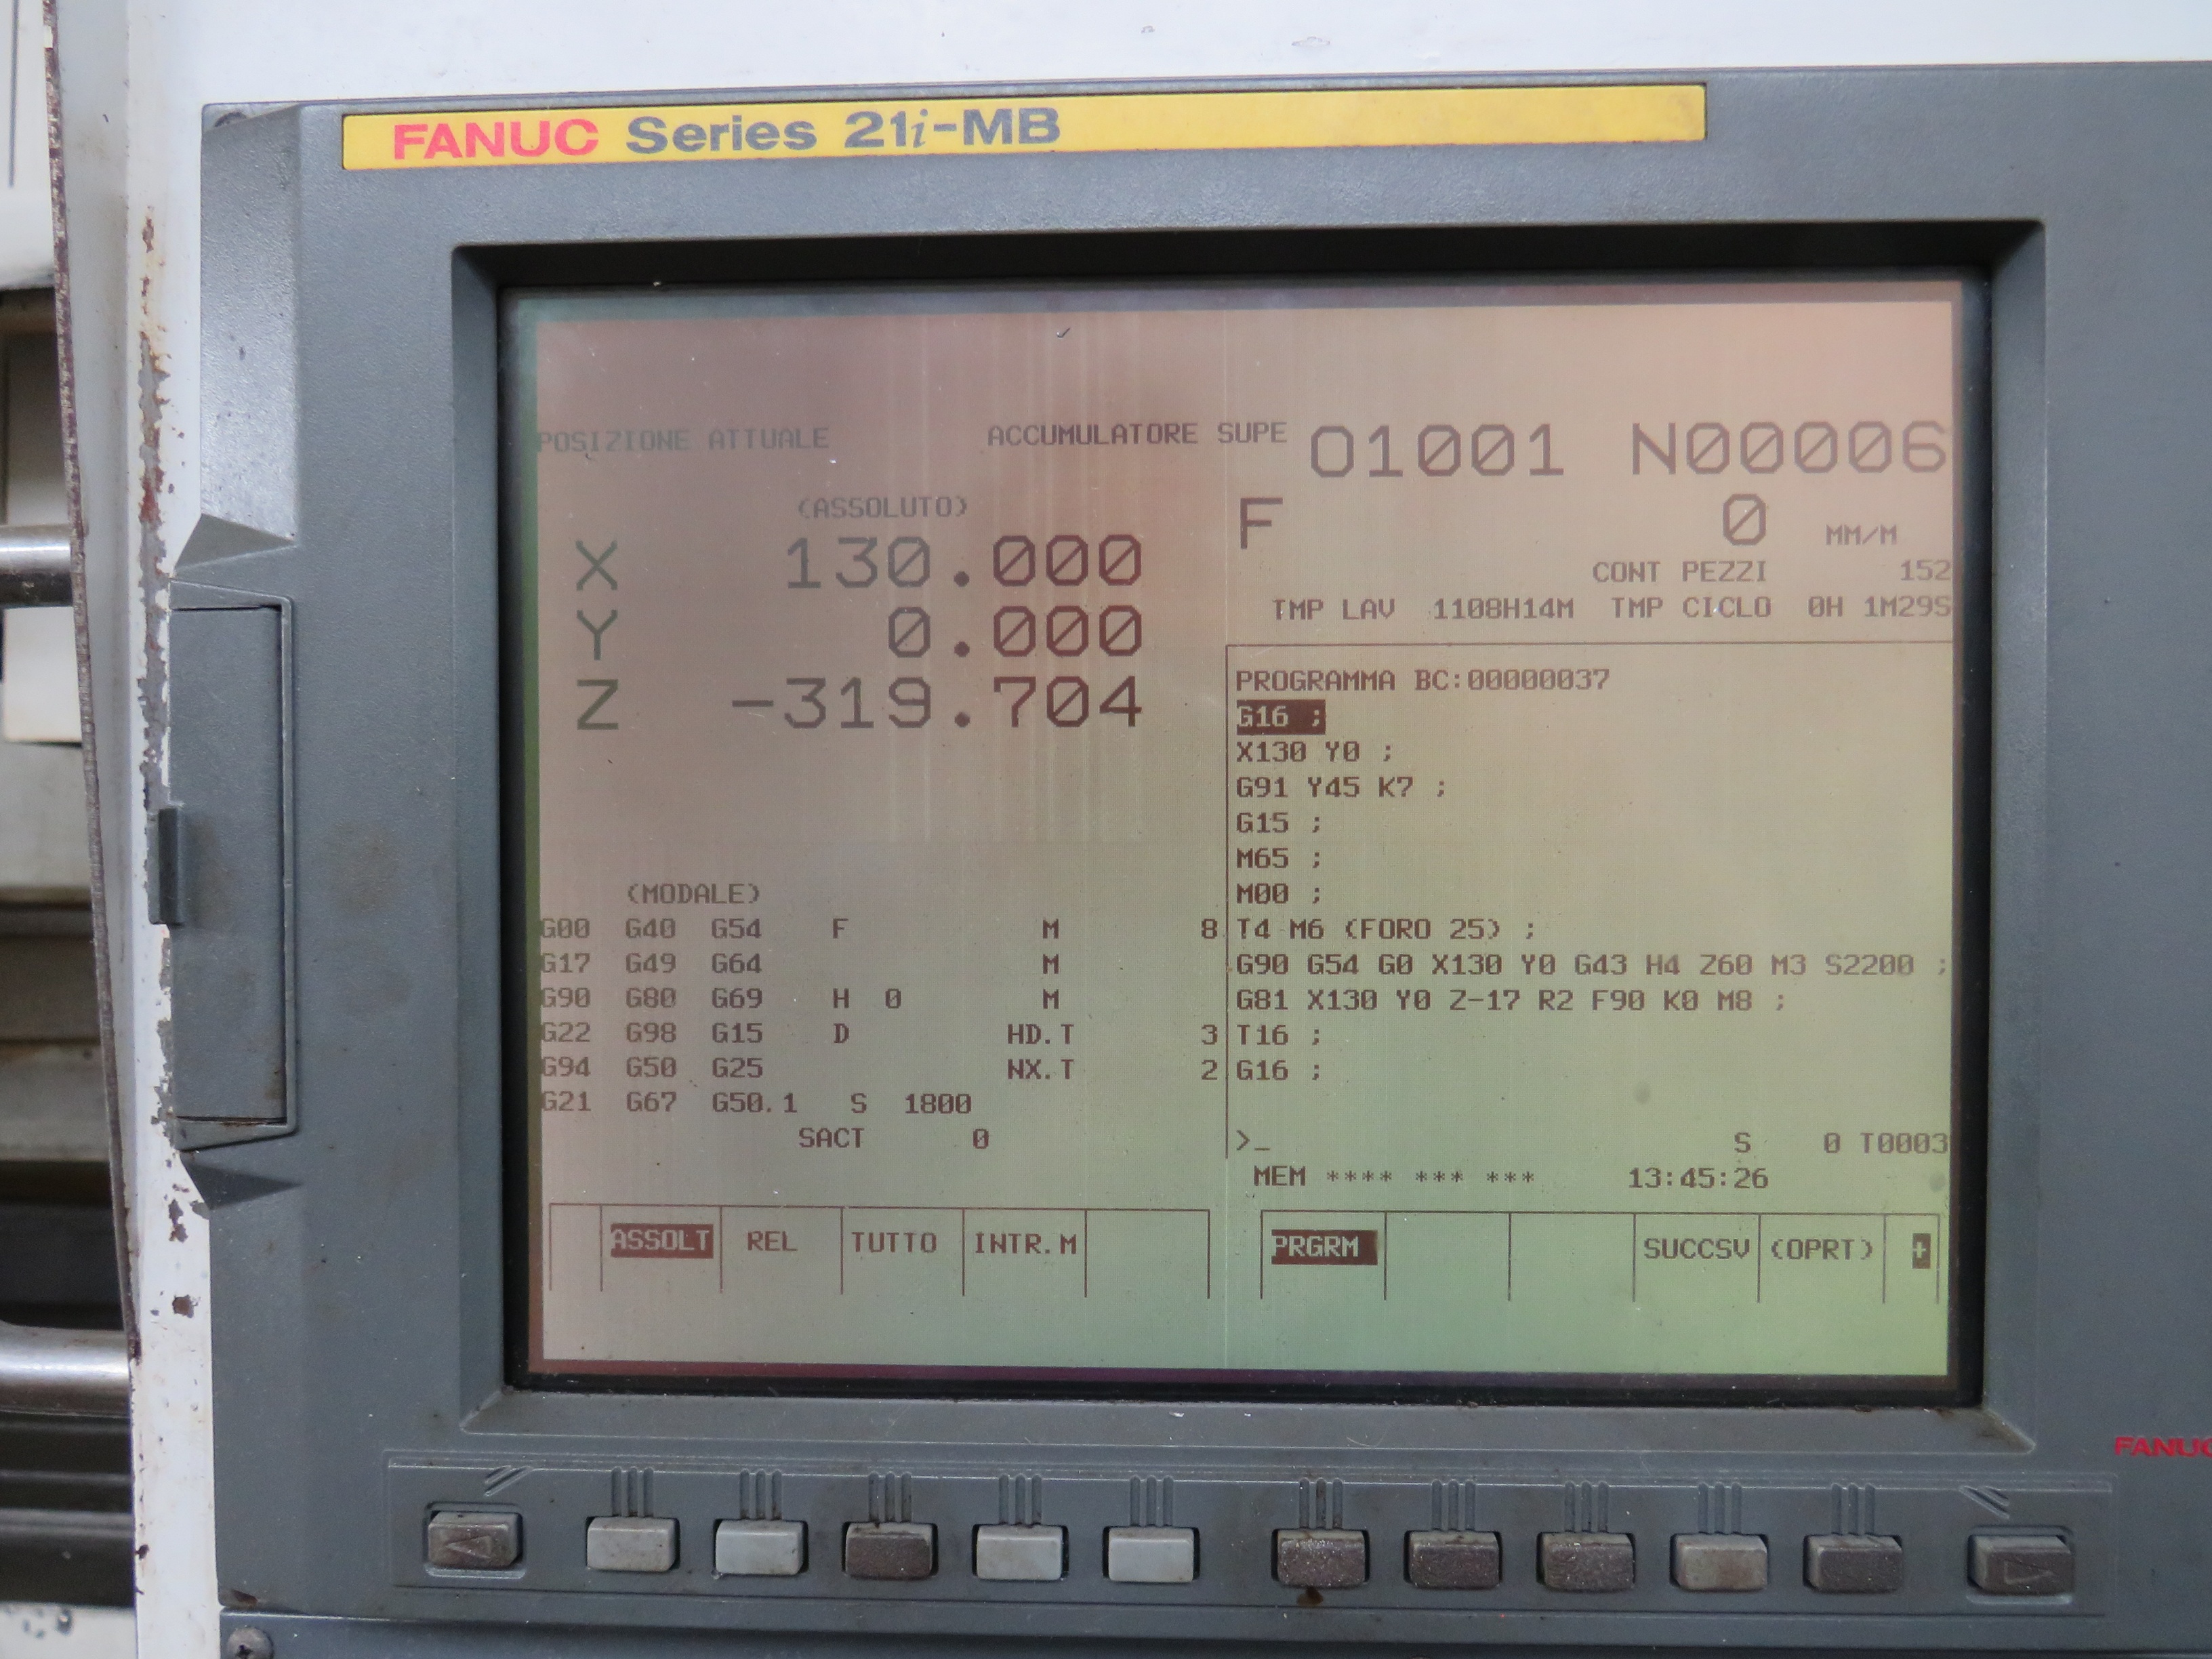 FANUC Series 21i-MB
POSIZIONE ATTUALE
ACCUMULATORE SUPE
O1001 N00006
(ASSOLUTO)
X 130.000
Y 0.000
Z -319.704
F 0 MM/M
CONT PEZZI 152
TMP LAV 1108H14M TMP CICLO 0H 1M29S
PROGRAMMA BC:00000037
G16 ;
X130 Y0 ;
G91 Y45 K7 ;
G15 ;
M65 ;
M00 ;
T4 M6 (FORO 25) ;
G90 G54 G0 X130 Y0 G43 H4 Z60 M3 S2200 ;
G81 X130 Y0 Z-17 R2 F90 K0 M8 ;
T16 ;
G16 ;
(MODALE)
G00 G40 G54 F M 8
G17 G49 G64 M
G90 G80 G69 H 0 M
G22 G98 G15 D HD.T 3
G94 G50 G25 NX.T 2
G21 G67 G50.1 S 1800
SACT 0
>_ S 0 T0003
MEM **** *** *** 13:45:26
ASSOLT REL TUTTO INTR.M
PRGRM SUCCSV (OPRT) +
FANUC